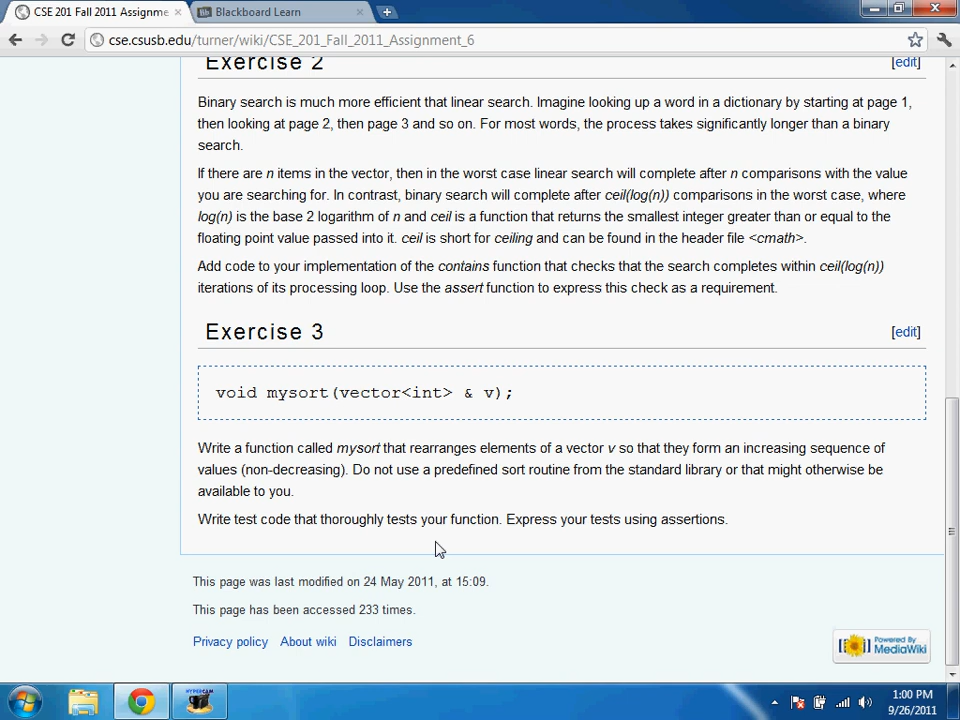 CSE 201 Fall 2011 Assignme
Blackboard Learn
cse.csusb.edu/turner/wiki/CSE_201_Fall_2011_Assignment_6
Exercise 2
[edit]
Binary search is much more efficient that linear search. Imagine looking up a word in a dictionary by starting at page 1,
then looking at page 2, then page 3 and so on. For most words, the process takes significantly longer than a binary
search.
If there are n items in the vector, then in the worst case linear search will complete after n comparisons with the value
you are searching for. In contrast, binary search will complete after ceil(log(n)) comparisons in the worst case, where
log(n) is the base 2 logarithm of n and ceil is a function that returns the smallest integer greater than or equal to the
floating point value passed into it. ceil is short for ceiling and can be found in the header file <cmath>.
Add code to your implementation of the contains function that checks that the search completes within ceil(log(n))
iterations of its processing loop. Use the assert function to express this check as a requirement.
Exercise 3
[edit]
void mysort(vector<int> & v);
Write a function called mysort that rearranges elements of a vector v so that they form an increasing sequence of
values (non-decreasing). Do not use a predefined sort routine from the standard library or that might otherwise be
available to you.
Write test code that thoroughly tests your function. Express your tests using assertions.
This page was last modified on 24 May 2011, at 15:09.
This page has been accessed 233 times.
Privacy policy About wiki Disclaimers
Powered By
MediaWiki
HYPERCAM
1:00 PM
9/26/2011